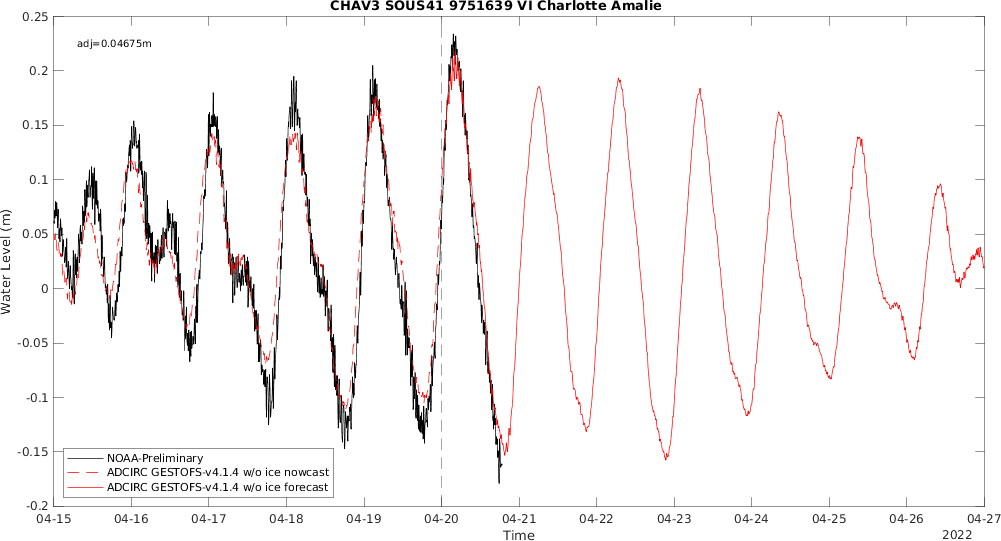 CHAV3 SOUS41 9751639 VI Charlotte Amalie
adj=0.04675m
Water Level (m)
0.25
0.2
0.15
0.1
0.05
0
-0.05
-0.1
-0.15
-0.2
NOAA-Preliminary
ADCIRC GESTOFS-v4.1.4 w/o ice nowcast
ADCIRC GESTOFS-v4.1.4 w/o ice forecast
04-15 04-16 04-17 04-18 04-19 04-20 04-21 04-22 04-23 04-24 04-25 04-26 04-27
Time
2022